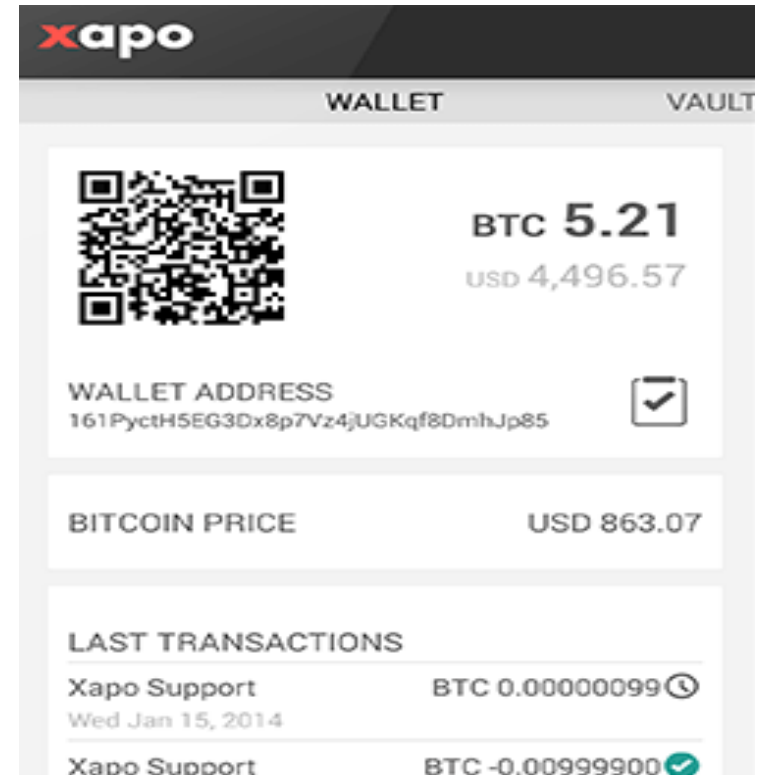 xapo
WALLET VAULT
BTC 5.21
USD 4,496.57
WALLET ADDRESS
161PyctH5EG3Dx8p7Vz4jUGKqf8DmhJp85
BITCOIN PRICE USD 863.07
LAST TRANSACTIONS
Xapo Support BTC 0.00000099
Wed Jan 15, 2014
Xapo Support BTC -0.00999900